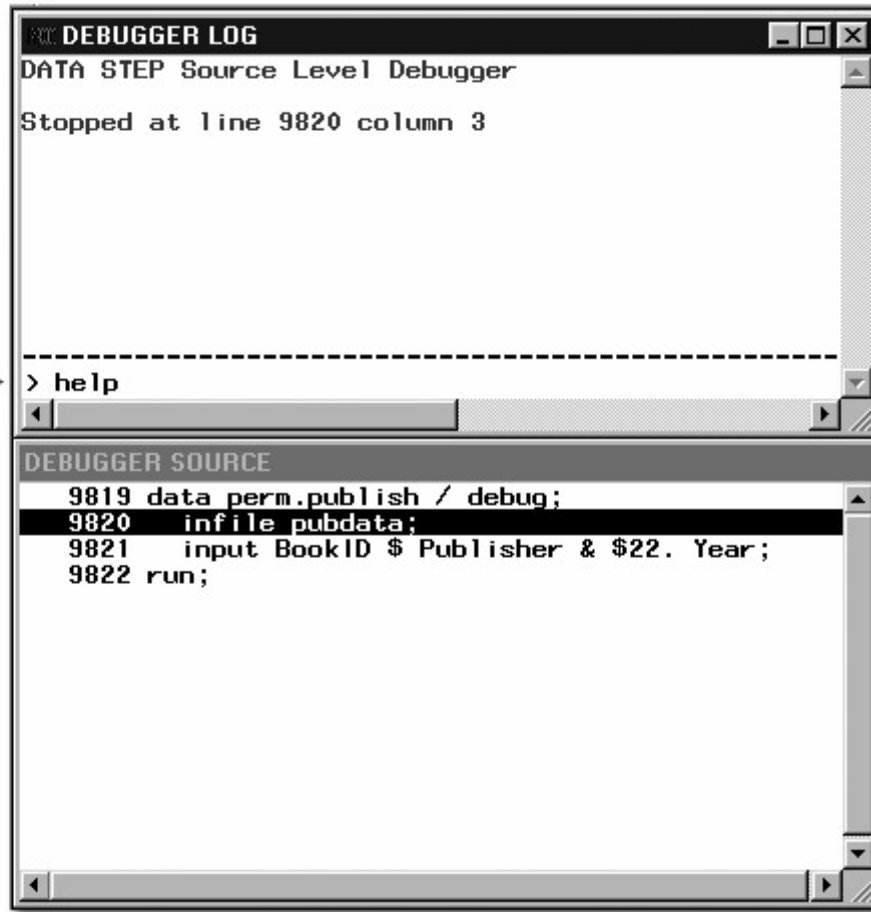 DEBUGGER LOG
DATA STEP Source Level Debugger
Stopped at line 9820 column 3
> help
DEBUGGER SOURCE
9819 data perm.publish / debug;
9820   infile pubdata;
9821   input BookID $ Publisher & $22. Year;
9822 run;